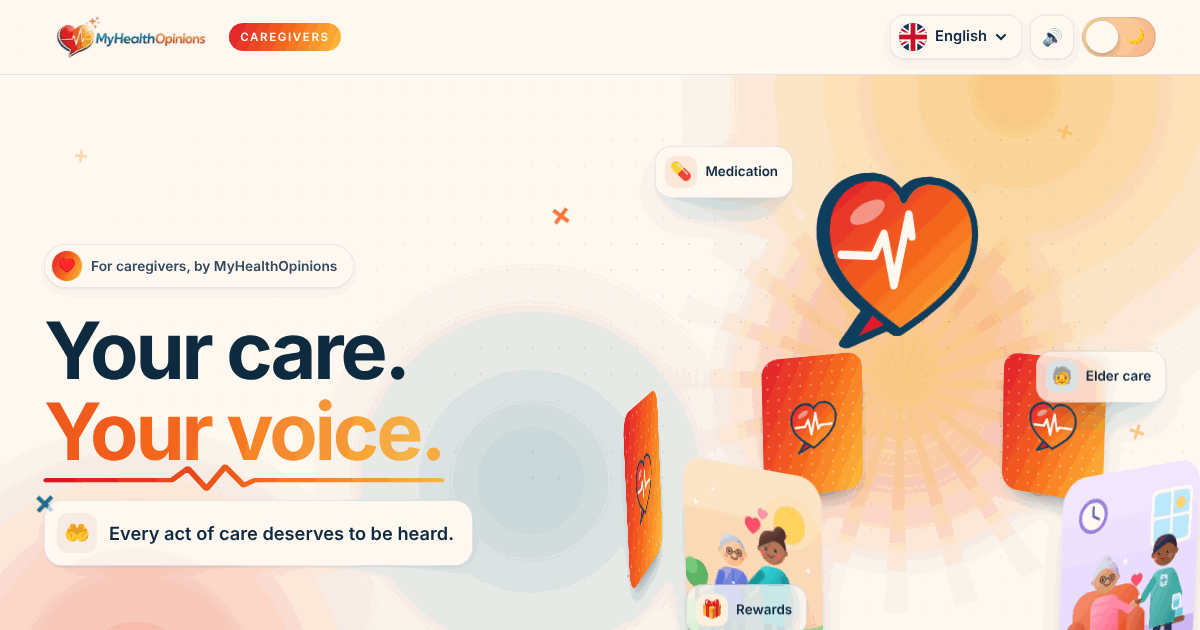 MyHealthOpinions
CAREGIVERS
English
Medication
For caregivers, by MyHealthOpinions
Your care.
Your voice.
Elder care
Every act of care deserves to be heard.
Rewards